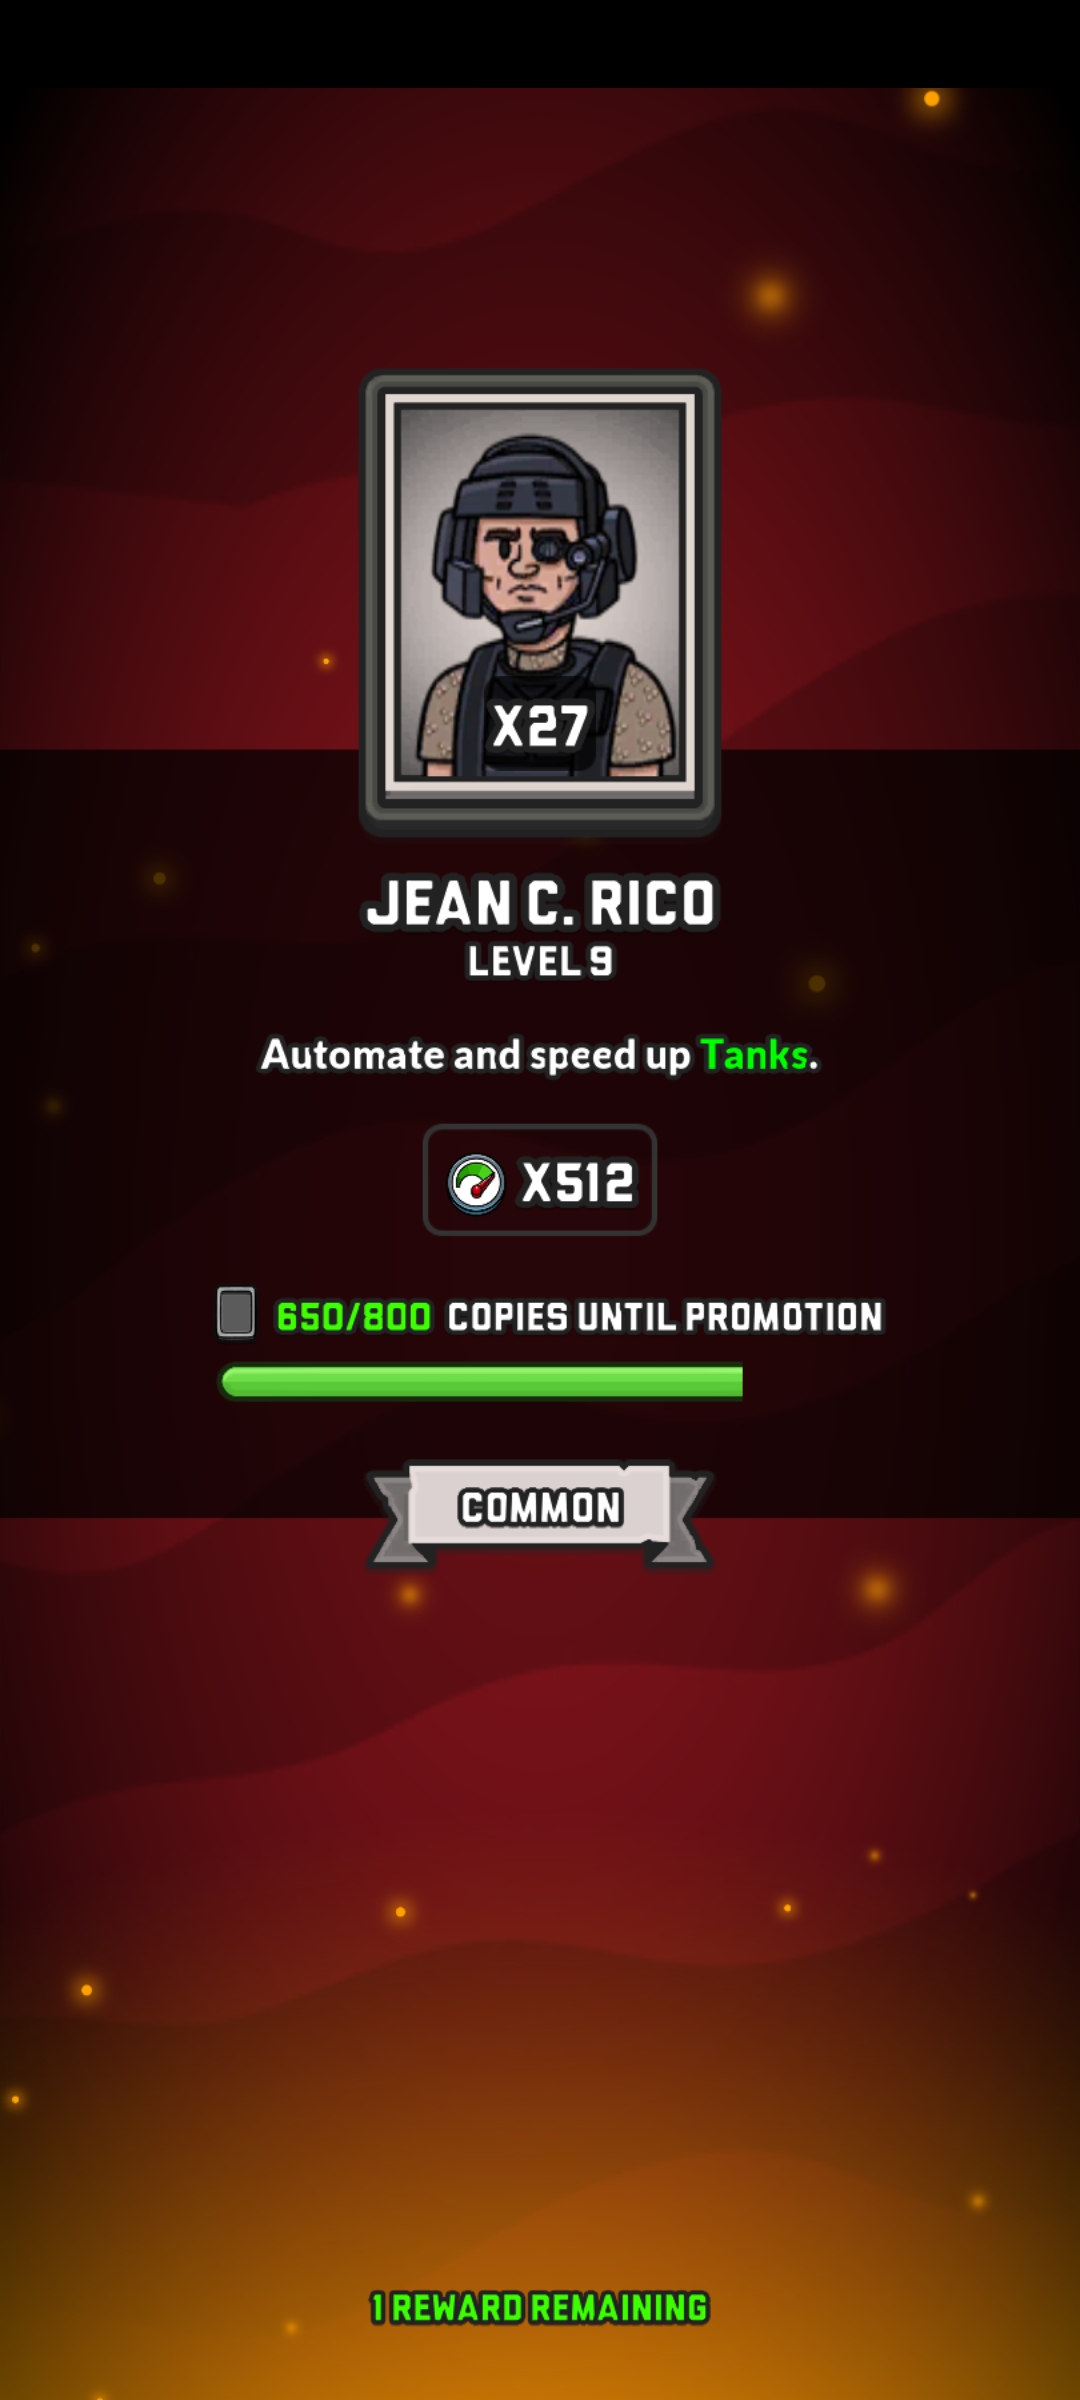 X27
JEAN C. RICO
LEVEL 9
Automate and speed up Tanks.
X512
650/800 COPIES UNTIL PROMOTION
COMMON
1 REWARD REMAINING